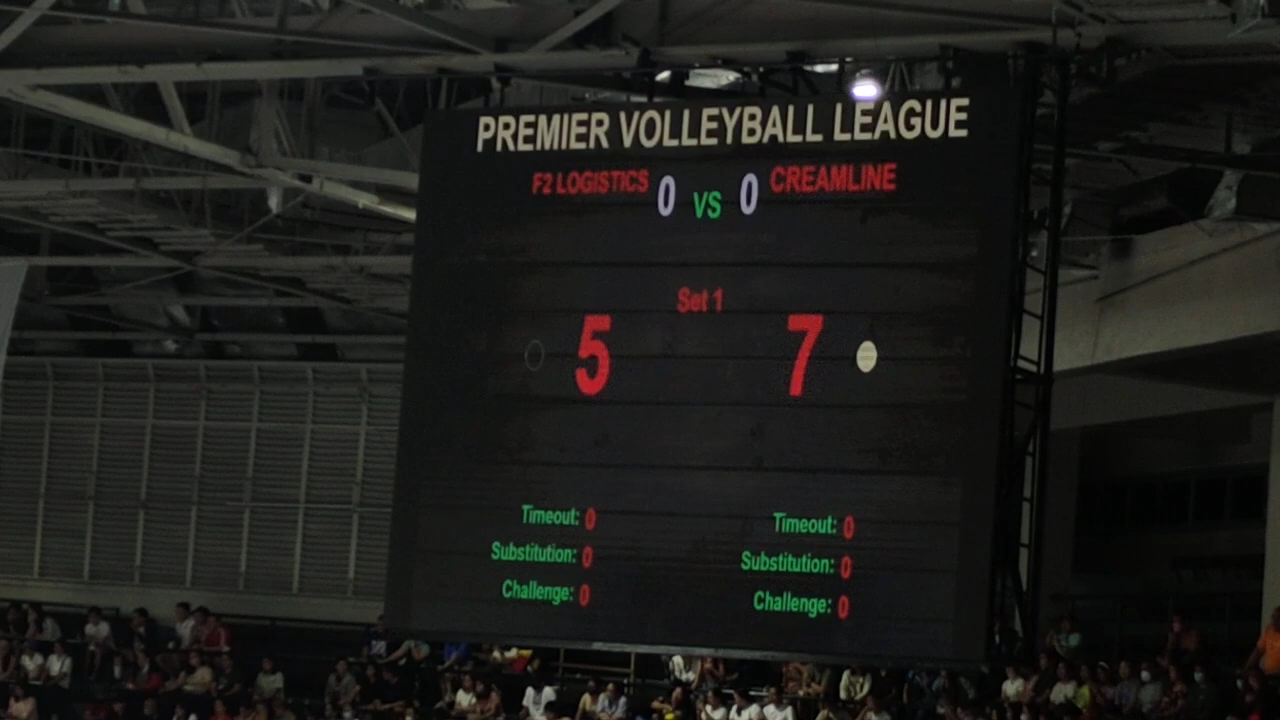 PREMIER VOLLEYBALL LEAGUE
F2 LOGISTICS 0 VS 0 CREAMLINE
Set 1
5 7
Timeout: 0 Timeout: 0
Substitution: 0 Substitution: 0
Challenge: 0 Challenge: 0